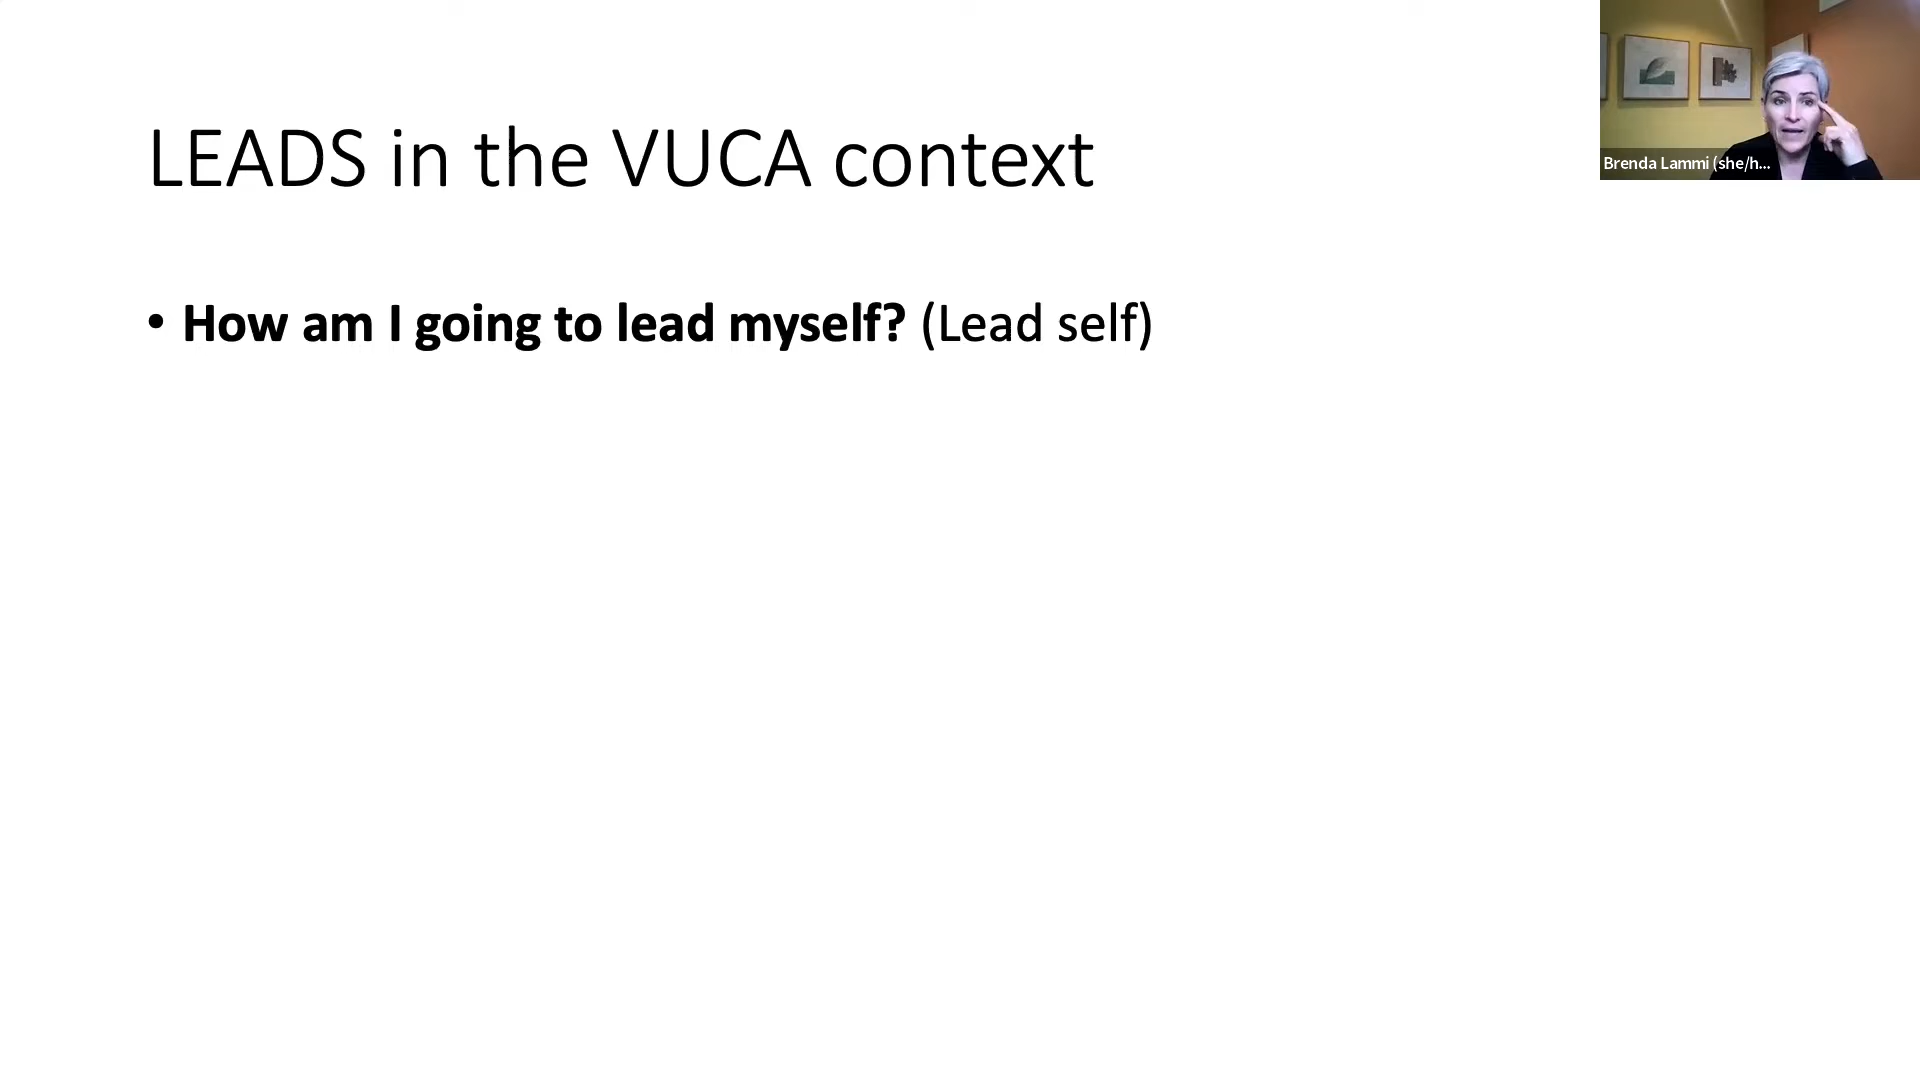 LEADS in the VUCA context
Brenda Lammi (she/h...
• How am I going to lead myself? (Lead self)